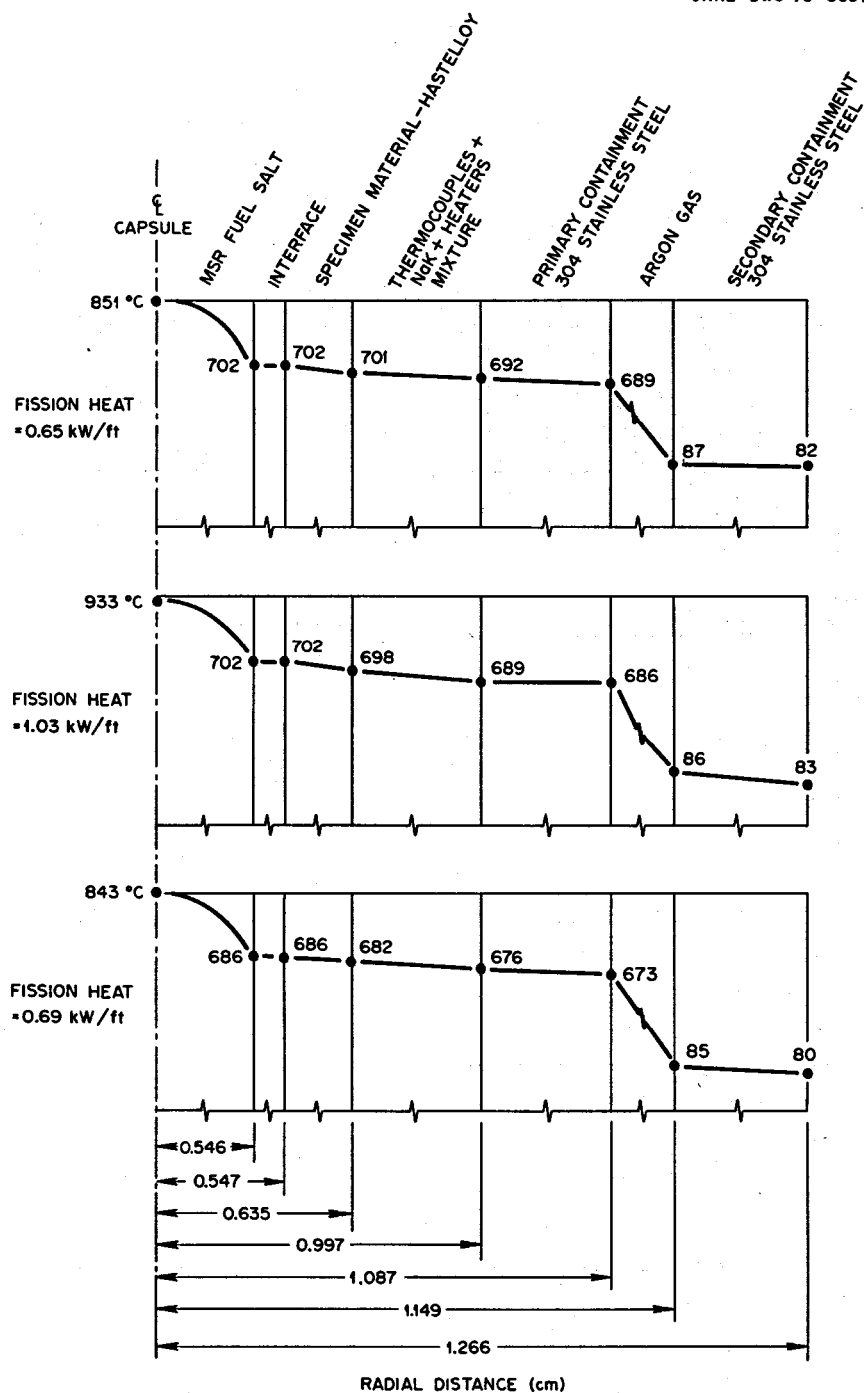 ℄
CAPSULE
MSR FUEL SALT
INTERFACE
SPECIMEN MATERIAL-HASTELLOY
THERMOCOUPLES +
NaK + HEATERS
MIXTURE
PRIMARY CONTAINMENT
304 STAINLESS STEEL
ARGON GAS
SECONDARY CONTAINMENT
304 STAINLESS STEEL
851 °C
702
702
701
692
689
87
82
FISSION HEAT
=0.65 kW/ft
933 °C
702
702
698
689
686
86
83
FISSION HEAT
=1.03 kW/ft
843 °C
686
686
682
676
673
85
80
FISSION HEAT
=0.69 kW/ft
0.546
0.547
0.635
0.997
1.087
1.149
1.266
RADIAL DISTANCE (cm)